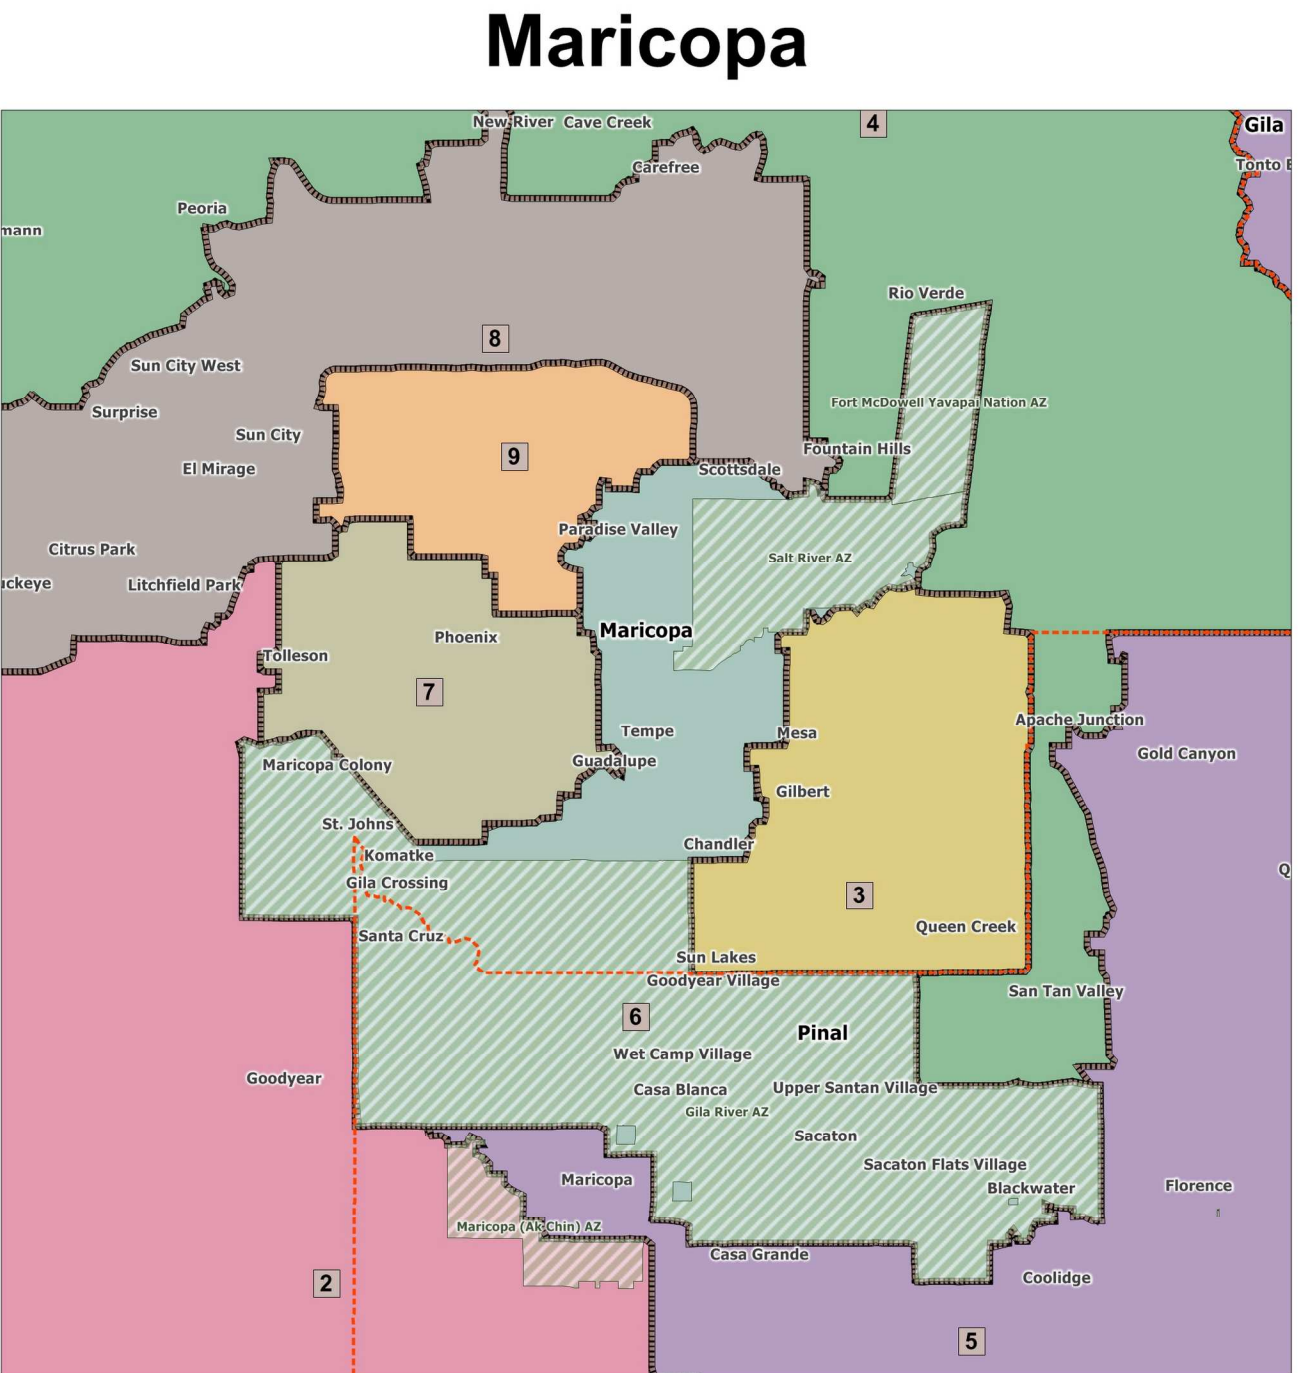 Maricopa
New River
Cave Creek
4
Gila
Tonto
Carefree
Peoria
mann
Rio Verde
8
Sun City West
Fort McDowell Yavapai Nation AZ
Surprise
Sun City
Fountain Hills
9
El Mirage
Scottsdale
Paradise Valley
Citrus Park
Salt River AZ
uckeye
Litchfield Park
Maricopa
Phoenix
Tolleson
7
Apache Junction
Tempe
Mesa
Gold Canyon
Guadalupe
Maricopa Colony
Gilbert
St. Johns
Chandler
Komatke
Q
Gila Crossing
3
Queen Creek
Santa Cruz
Sun Lakes
Goodyear Village
San Tan Valley
6
Pinal
Wet Camp Village
Goodyear
Casa Blanca
Upper Santan Village
Gila River AZ
Sacaton
Sacaton Flats Village
Maricopa
Blackwater
Florence
Maricopa (Ak Chin) AZ
Casa Grande
Coolidge
2
5